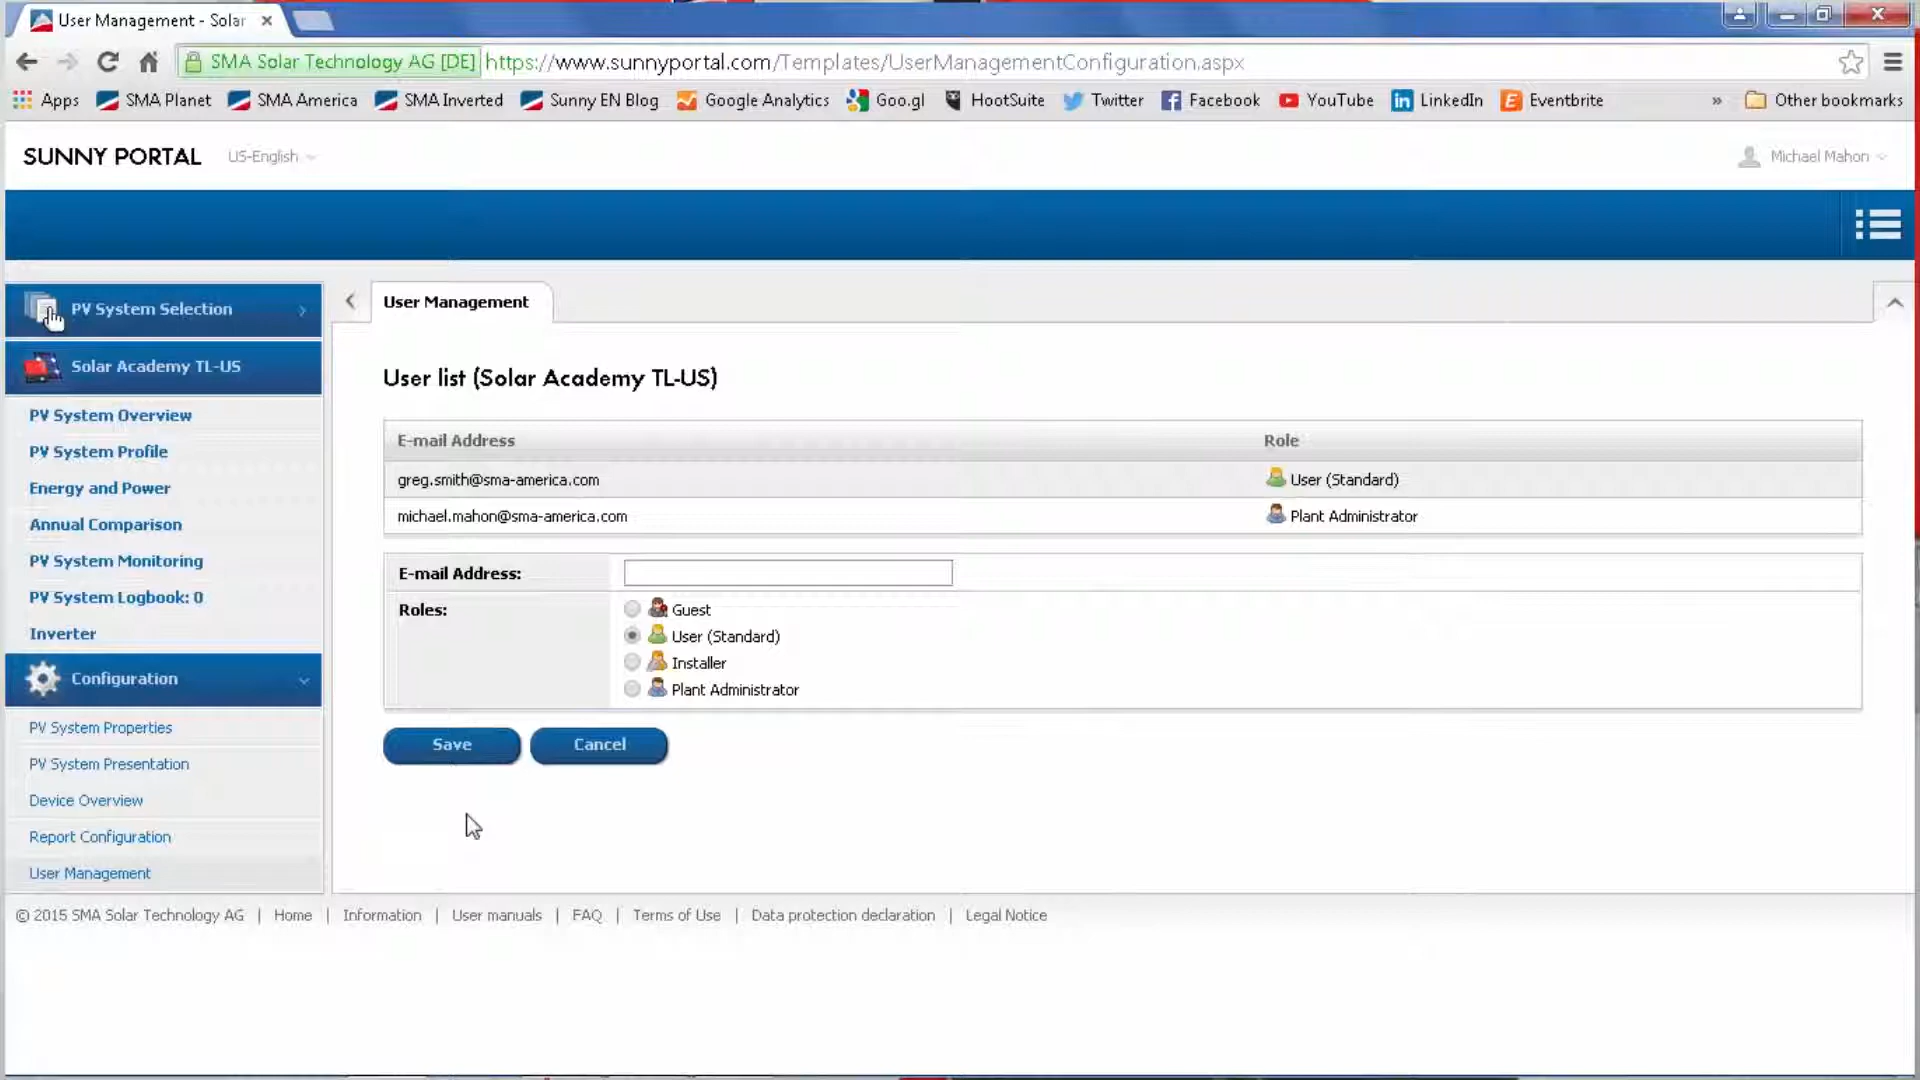 User Management - Solar
SMA Solar Technology AG [DE] https://www.sunnyportal.com/Templates/UserManagementConfiguration.aspx
Apps SMA Planet SMA America SMA Inverted Sunny EN Blog Google Analytics Goo.gl HootSuite Twitter Facebook YouTube LinkedIn Eventbrite » Other bookmarks
SUNNY PORTAL US-English Michael Mahon
PV System Selection
User Management
Solar Academy TL-US
PV System Overview
PV System Profile
Energy and Power
Annual Comparison
PV System Monitoring
PV System Logbook: 0
Inverter
Configuration
PV System Properties
PV System Presentation
Device Overview
Report Configuration
User Management
User list (Solar Academy TL-US)
E-mail Address Role
greg.smith@sma-america.com User (Standard)
michael.mahon@sma-america.com Plant Administrator
E-mail Address:
Roles: Guest
User (Standard)
Installer
Plant Administrator
Save Cancel
© 2015 SMA Solar Technology AG | Home | Information | User manuals | FAQ | Terms of Use | Data protection declaration | Legal Notice